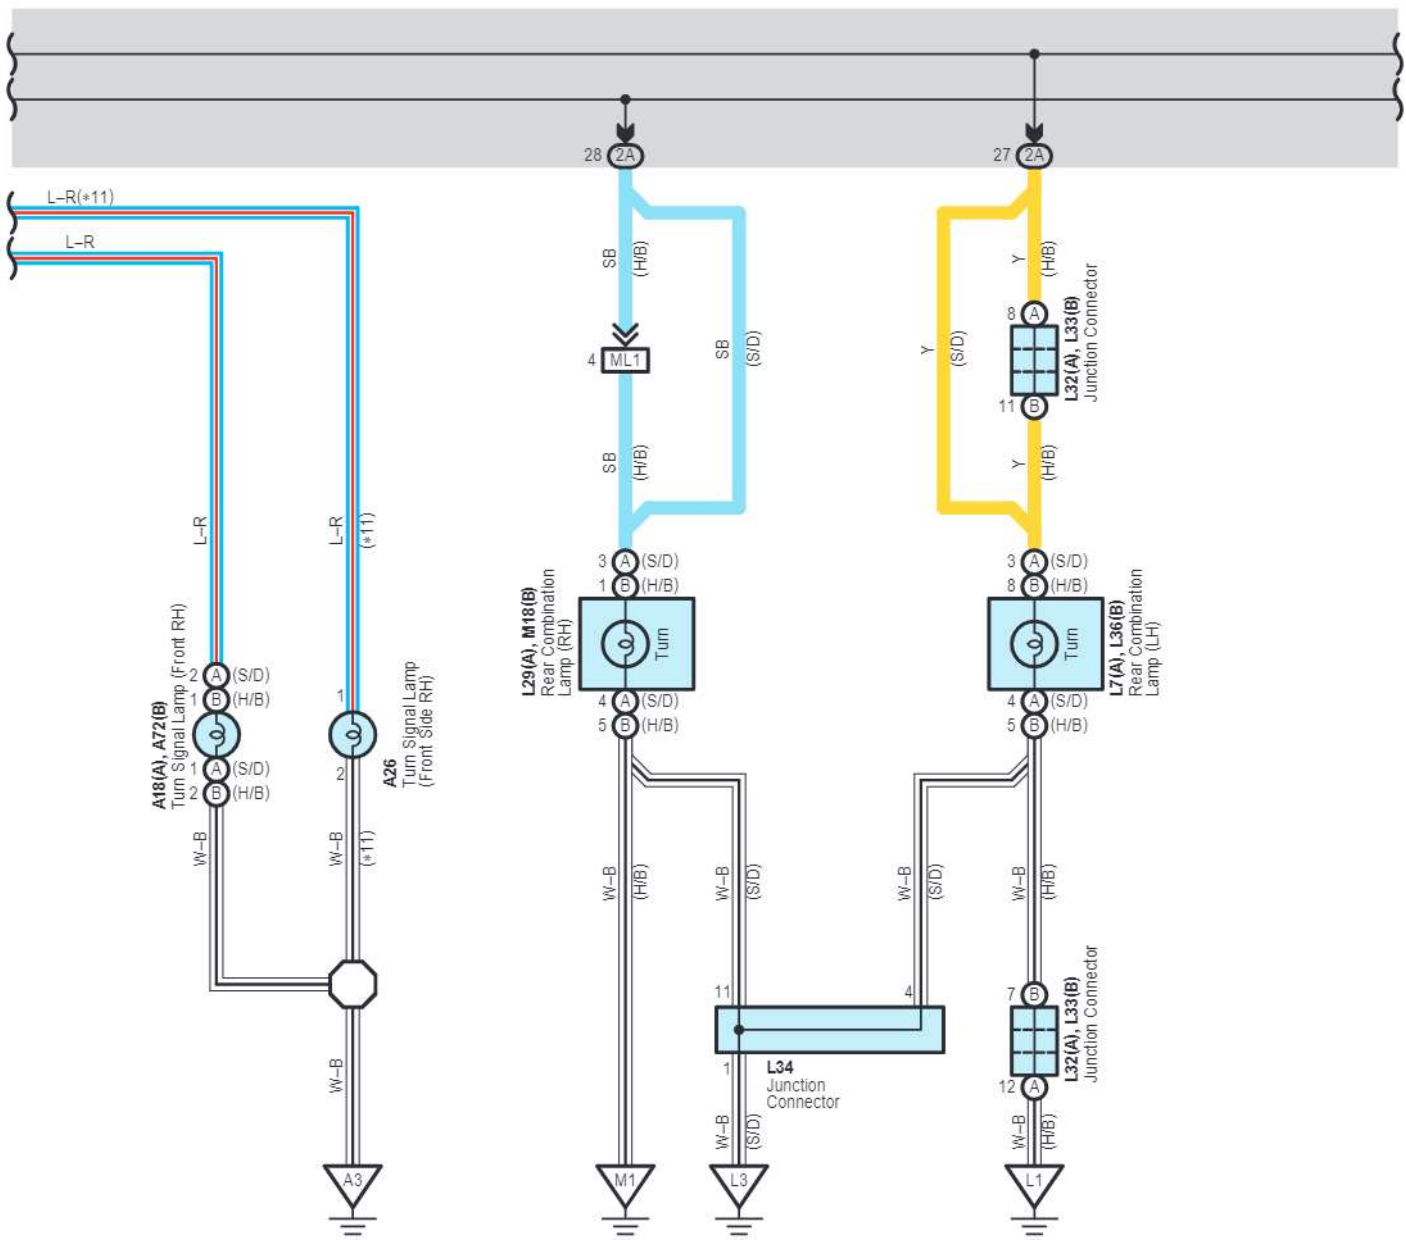 28 2A
27 2A
L–R(∗11)
L–R
SB
(H/B)
Y
(H/B)
8 A
L32(A), L33(B)
Junction Connector
11 B
4 ML1
SB
(S/D)
Y
(S/D)
SB
(H/B)
Y
(H/B)
L–R
L–R
(∗11)
3 A (S/D)
1 B (H/B)
L29(A), M18(B)
Rear Combination
Lamp (RH)
Turn
4 A (S/D)
5 B (H/B)
3 A (S/D)
8 B (H/B)
Turn
L7(A), L36(B)
Rear Combination
Lamp (LH)
4 A (S/D)
5 B (H/B)
2 A (S/D)
1 B (H/B)
A18(A), A72(B)
Turn Signal Lamp (Front RH)
1 A (S/D)
2 B (H/B)
1
2
A26
Turn Signal Lamp
(Front Side RH)
W–B
W–B
(∗11)
W–B
(H/B)
W–B
(S/D)
W–B
(S/D)
W–B
(H/B)
11
4
7 B
L32(A), L33(B)
Junction Connector
12 A
1
L34
Junction
Connector
W–B
W–B
(S/D)
W–B
(H/B)
A3
M1
L3
L1